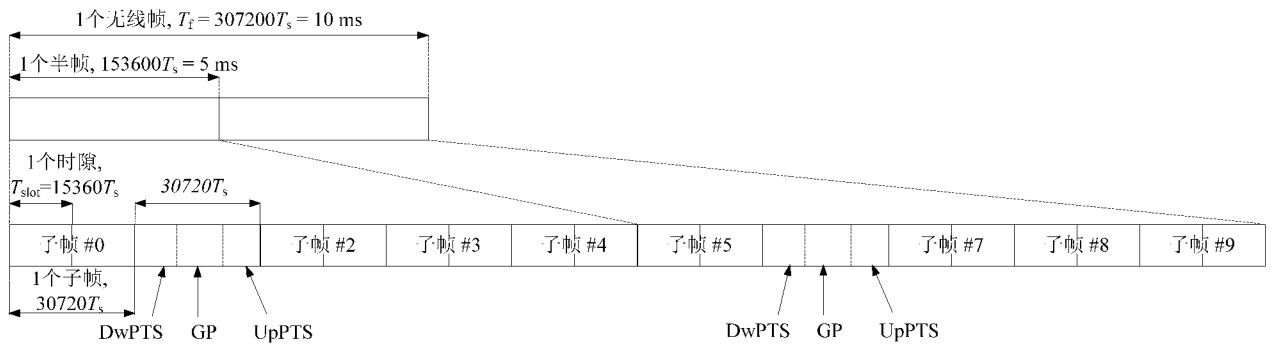 1个无线帧, Tf = 307200Ts = 10 ms
1个半帧, 153600Ts = 5 ms
1个时隙,
Tslot=15360Ts
30720Ts
子帧 #0
子帧 #2
子帧 #3
子帧 #4
子帧 #5
子帧 #7
子帧 #8
子帧 #9
1个子帧,
30720Ts
DwPTS
GP
UpPTS
DwPTS
GP
UpPTS